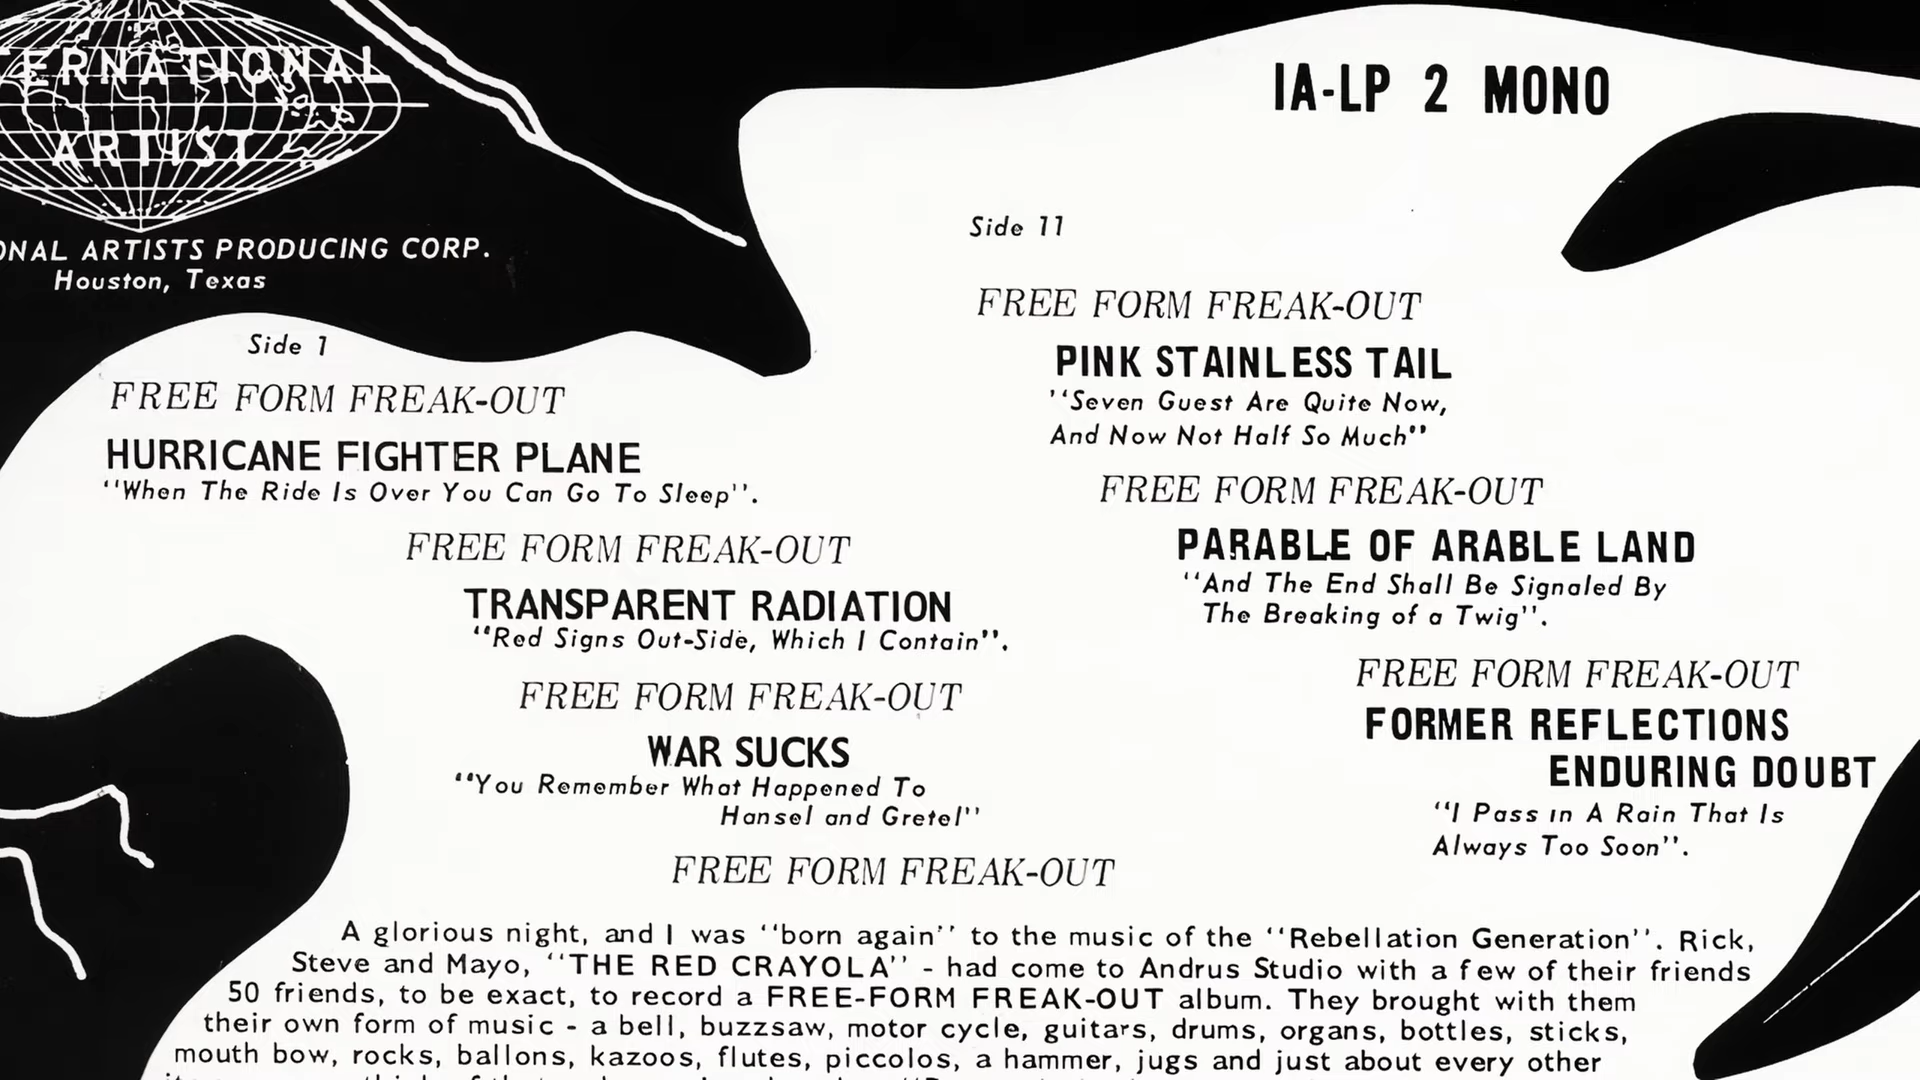 ERNATIONAL
ARTIST
ONAL ARTISTS PRODUCING CORP.
Houston, Texas
IA-LP 2 MONO
Side 1
FREE FORM FREAK-OUT
HURRICANE FIGHTER PLANE
''When The Ride Is Over You Can Go To Sleep''.
FREE FORM FREAK-OUT
TRANSPARENT RADIATION
"Red Signs Out-Side, Which I Contain".
FREE FORM FREAK-OUT
WAR SUCKS
"You Remember What Happened To
Hansel and Gretel''
FREE FORM FREAK-OUT
Side 11
FREE FORM FREAK-OUT
PINK STAINLESS TAIL
''Seven Guest Are Quite Now,
And Now Not Half So Much"
FREE FORM FREAK-OUT
PARABLE OF ARABLE LAND
''And The End Shall Be Signaled By
The Breaking of a Twig''.
FREE FORM FREAK-OUT
FORMER REFLECTIONS
ENDURING DOUBT
''I Pass in A Rain That Is
Always Too Soon''.
A glorious night, and I was ''born again'' to the music of the ''Rebellation Generation''. Rick,
Steve and Mayo, ''THE RED CRAYOLA'' - had come to Andrus Studio with a few of their friends
50 friends, to be exact, to record a FREE-FORM FREAK-OUT album. They brought with them
their own form of music - a bell, buzzsaw, motor cycle, guitars, drums, organs, bottles, sticks,
mouth bow, rocks, ballons, kazoos, flutes, piccolos, a hammer, jugs and just about every other